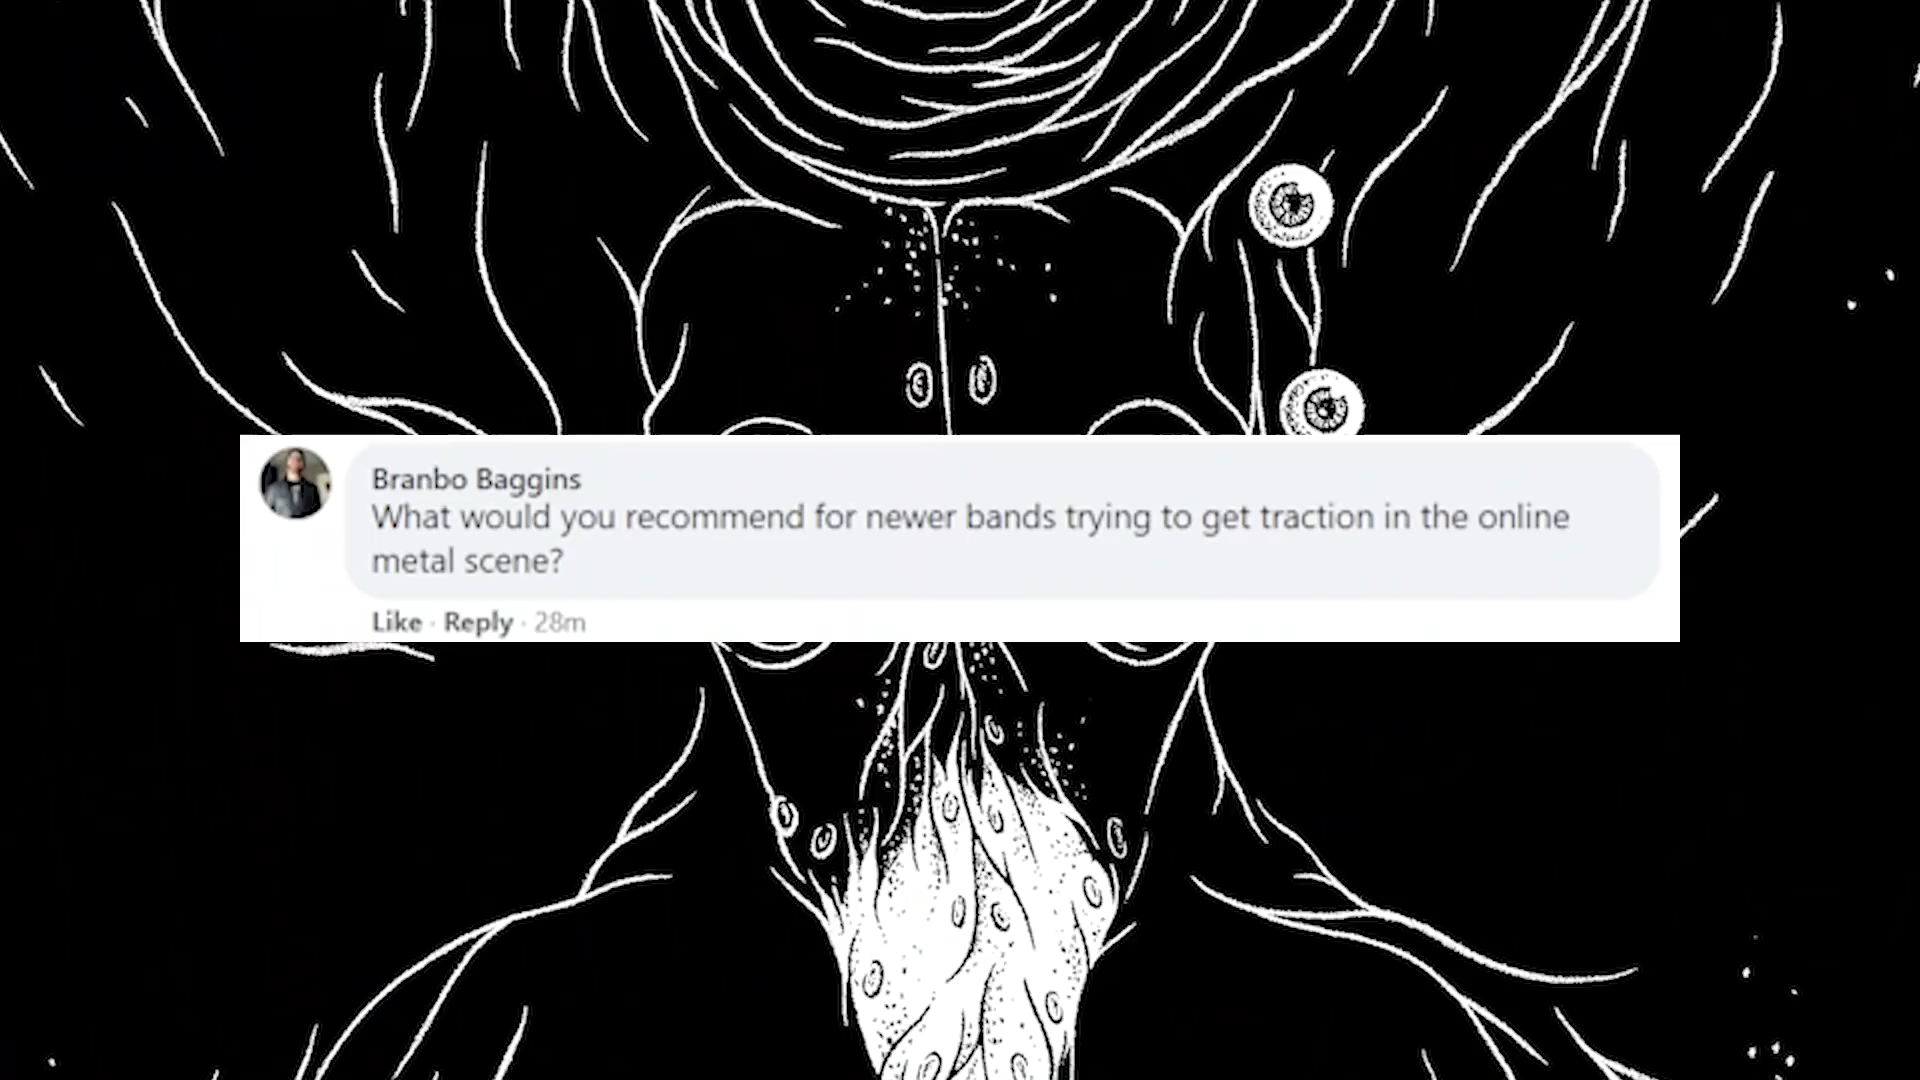 Branbo Baggins
What would you recommend for newer bands trying to get traction in the online
metal scene?
Like · Reply · 28m